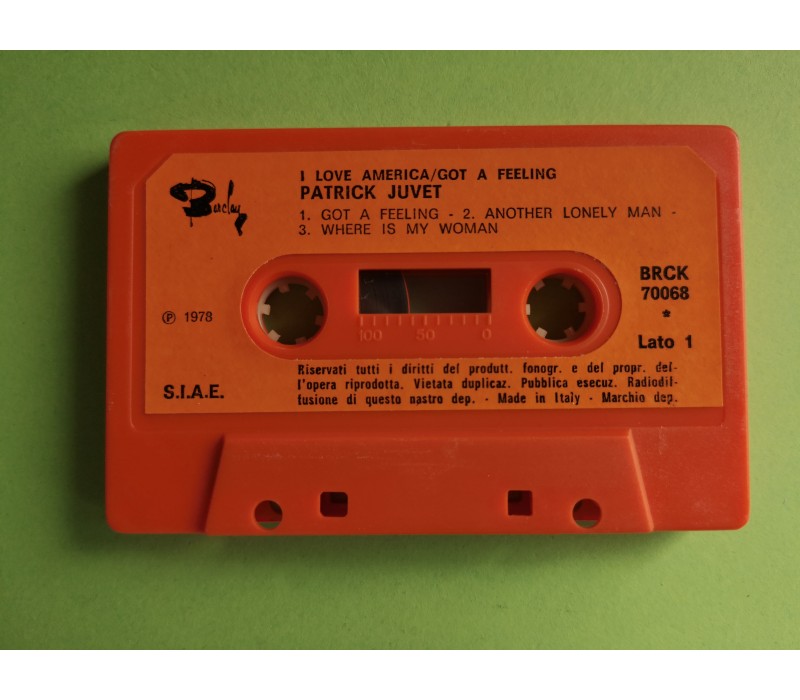 I LOVE AMERICA/GOT A FEELING
PATRICK JUVET
1. GOT A FEELING - 2. ANOTHER LONELY MAN -
3. WHERE IS MY WOMAN
Barclay
BRCK
70068
*
Ⓟ 1978
Lato 1
100 50 0
S.I.A.E.
Riservati tutti i diritti del produtt. fonogr. e del propr. del-
l'opera riprodotta. Vietata duplicaz. Pubblica esecuz. Radiodif-
fusione di questo nastro dep. - Made in Italy - Marchio dep.